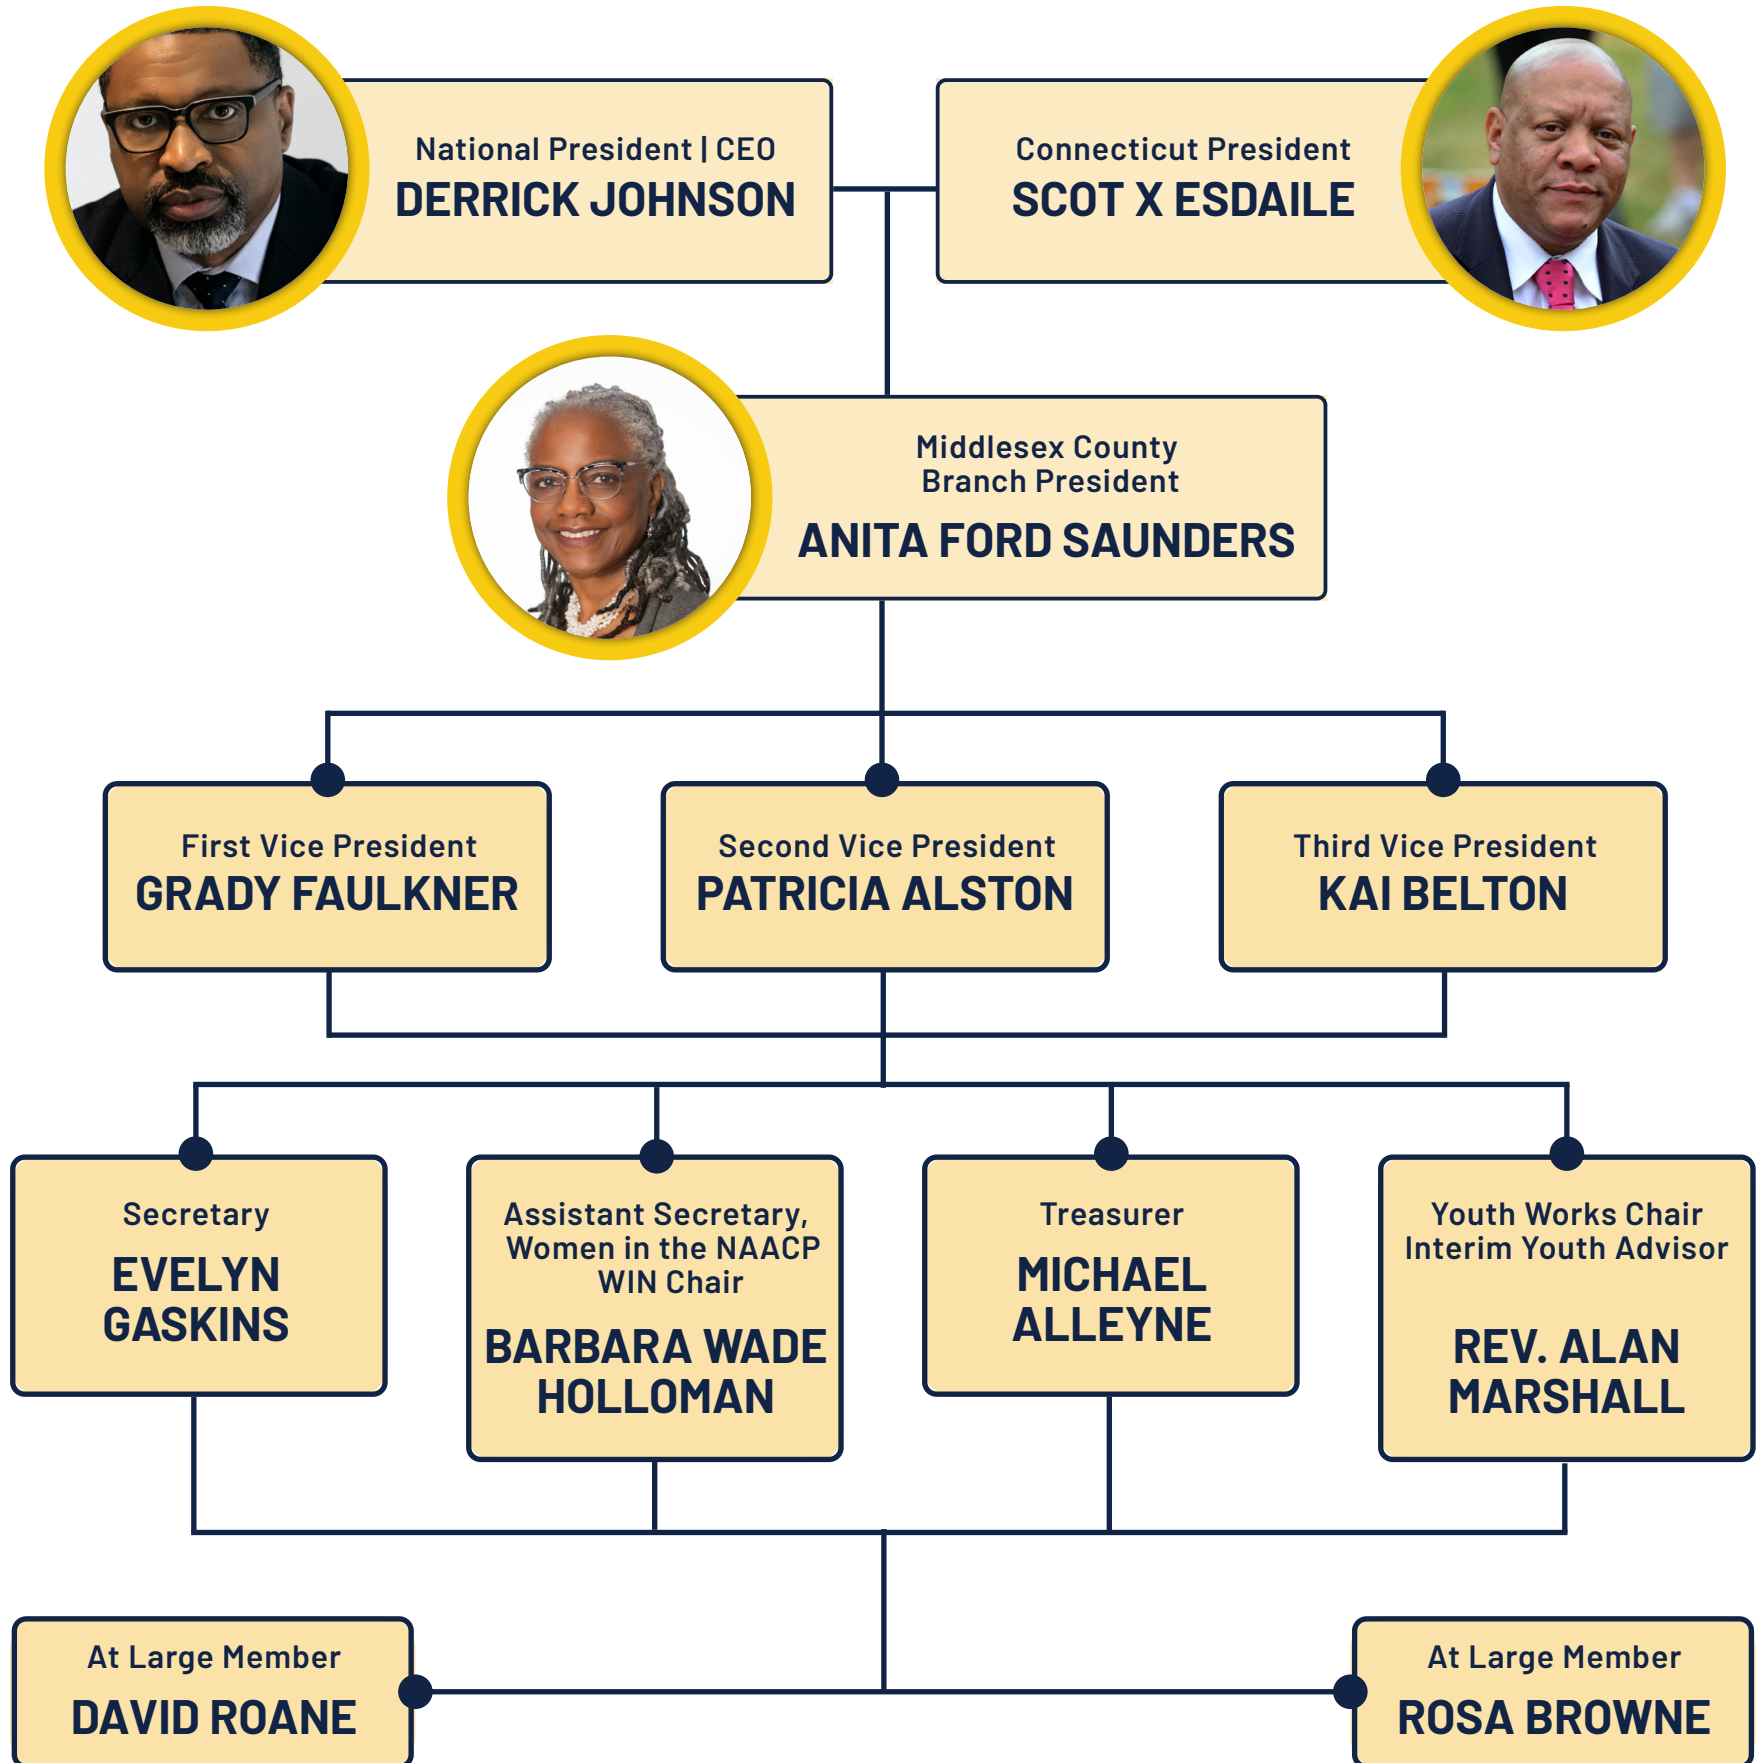 National President | CEO
DERRICK JOHNSON
Connecticut President
SCOT X ESDAILE
Middlesex County
Branch President
ANITA FORD SAUNDERS
First Vice President
GRADY FAULKNER
Second Vice President
PATRICIA ALSTON
Third Vice President
KAI BELTON
Secretary
EVELYN
GASKINS
Assistant Secretary,
Women in the NAACP
WIN Chair
BARBARA WADE
HOLLOMAN
Treasurer
MICHAEL
ALLEYNE
Youth Works Chair
Interim Youth Advisor
REV. ALAN
MARSHALL
At Large Member
DAVID ROANE
At Large Member
ROSA BROWNE